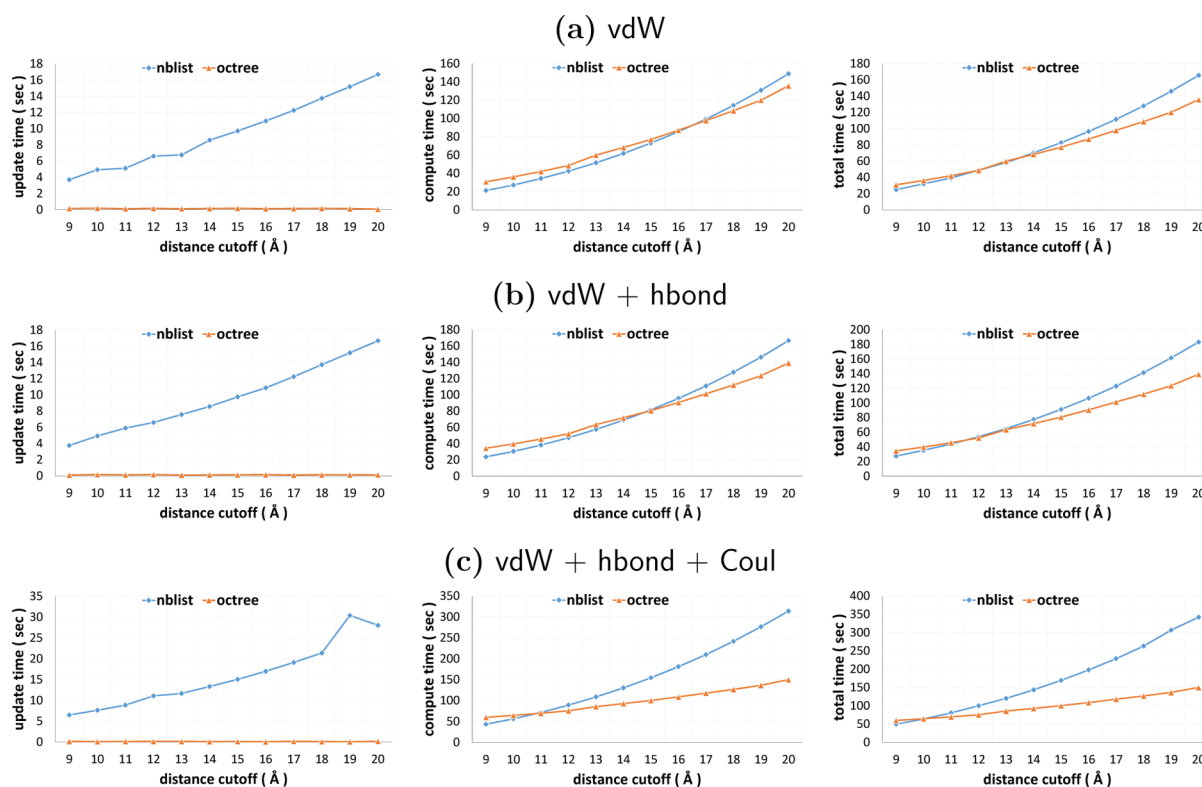 (a) vdW
update time ( sec )
18
16
14
12
10
8
6
4
2
0
nblist octree
9 10 11 12 13 14 15 16 17 18 19 20
distance cutoff ( Å )
compute time ( sec )
160
140
120
100
80
60
40
20
0
nblist octree
9 10 11 12 13 14 15 16 17 18 19 20
distance cutoff ( Å )
total time ( sec )
180
160
140
120
100
80
60
40
20
0
nblist octree
9 10 11 12 13 14 15 16 17 18 19 20
distance cutoff ( Å )
(b) vdW + hbond
update time ( sec )
18
16
14
12
10
8
6
4
2
0
nblist octree
9 10 11 12 13 14 15 16 17 18 19 20
distance cutoff ( Å )
compute time ( sec )
180
160
140
120
100
80
60
40
20
0
nblist octree
9 10 11 12 13 14 15 16 17 18 19 20
distance cutoff ( Å )
total time ( sec )
200
180
160
140
120
100
80
60
40
20
0
nblist octree
9 10 11 12 13 14 15 16 17 18 19 20
distance cutoff ( Å )
(c) vdW + hbond + Coul
update time ( sec )
35
30
25
20
15
10
5
0
nblist octree
9 10 11 12 13 14 15 16 17 18 19 20
distance cutoff ( Å )
compute time ( sec )
350
300
250
200
150
100
50
0
nblist octree
9 10 11 12 13 14 15 16 17 18 19 20
distance cutoff ( Å )
total time ( sec )
400
350
300
250
200
150
100
50
0
nblist octree
9 10 11 12 13 14 15 16 17 18 19 20
distance cutoff ( Å )